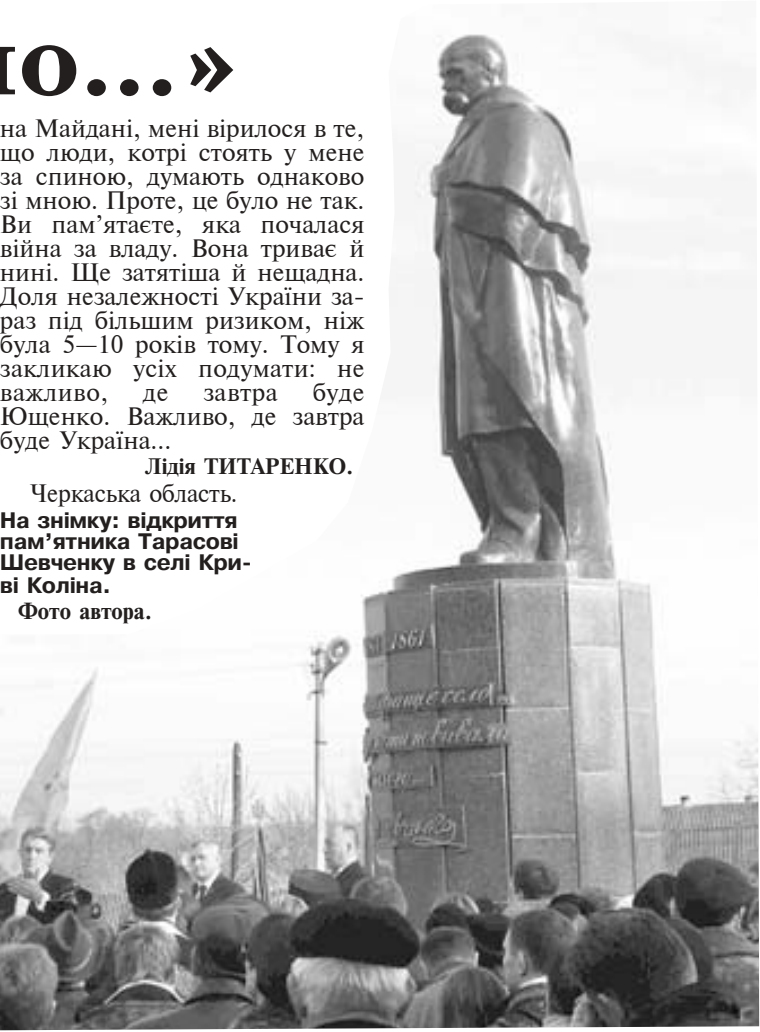 ю...»
на Майдані, мені вірилося в те,
що люди, котрі стоять у мене
за спиною, думають однаково
зі мною. Проте, це було не так.
Ви пам’ятаєте, яка почалася
війна за владу. Вона триває й
нині. Ще затятіша й нещадна.
Доля незалежності України за-
раз під більшим ризиком, ніж
була 5—10 років тому. Тому я
закликаю усіх подумати: не
важливо, де завтра буде
Ющенко. Важливо, де завтра
буде Україна...
Лідія ТИТАРЕНКО.
Черкаська область.
На знімку: відкриття
пам’ятника Тарасові
Шевченку в селі Кри-
ві Коліна.
Фото автора.
1861